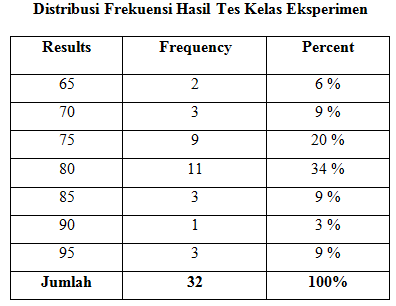 Distribusi Frekuensi Hasil Tes Kelas Eksperimen
Results Frequency Percent
65 2 6 %
70 3 9 %
75 9 20 %
80 11 34 %
85 3 9 %
90 1 3 %
95 3 9 %
Jumlah 32 100%